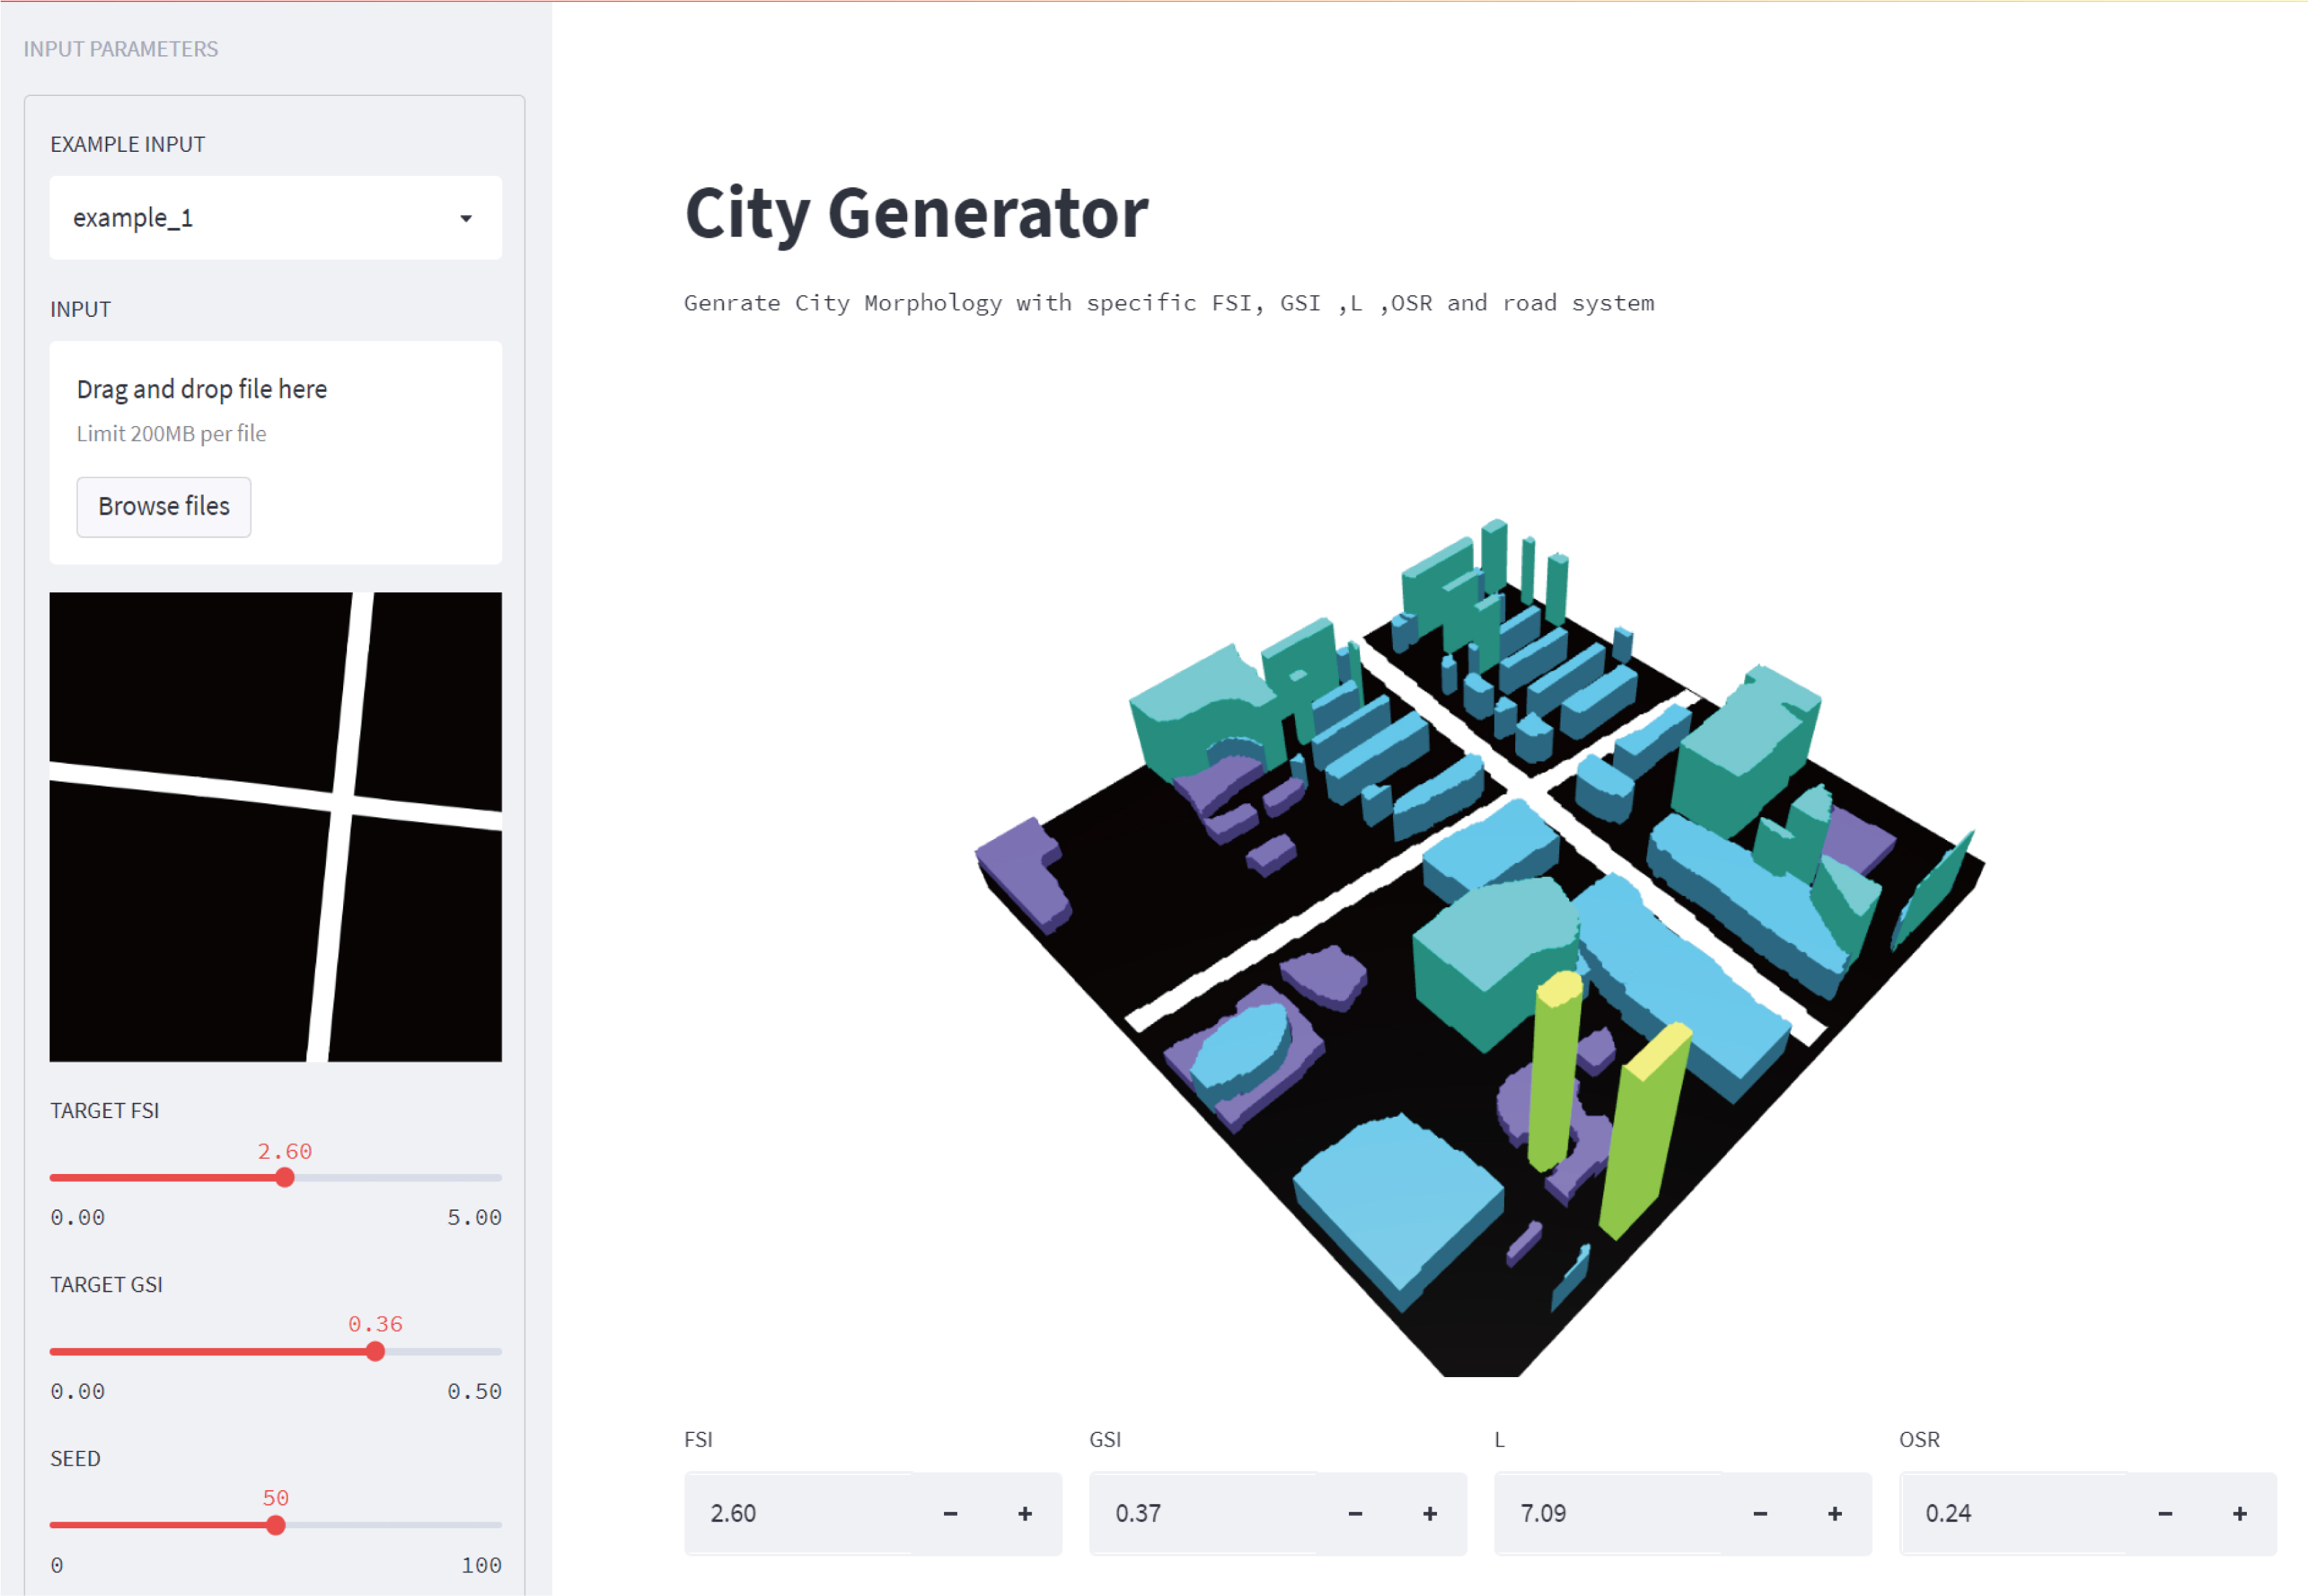 INPUT PARAMETERS
EXAMPLE INPUT
example_1
INPUT
Drag and drop file here
Limit 200MB per file
Browse files
TARGET FSI
2.60
0.00 5.00
TARGET GSI
0.36
0.00 0.50
SEED
50
0 100
City Generator
Genrate City Morphology with specific FSI, GSI ,L ,OSR and road system
FSI GSI L OSR
2.60 − + 0.37 − + 7.09 − + 0.24 − +